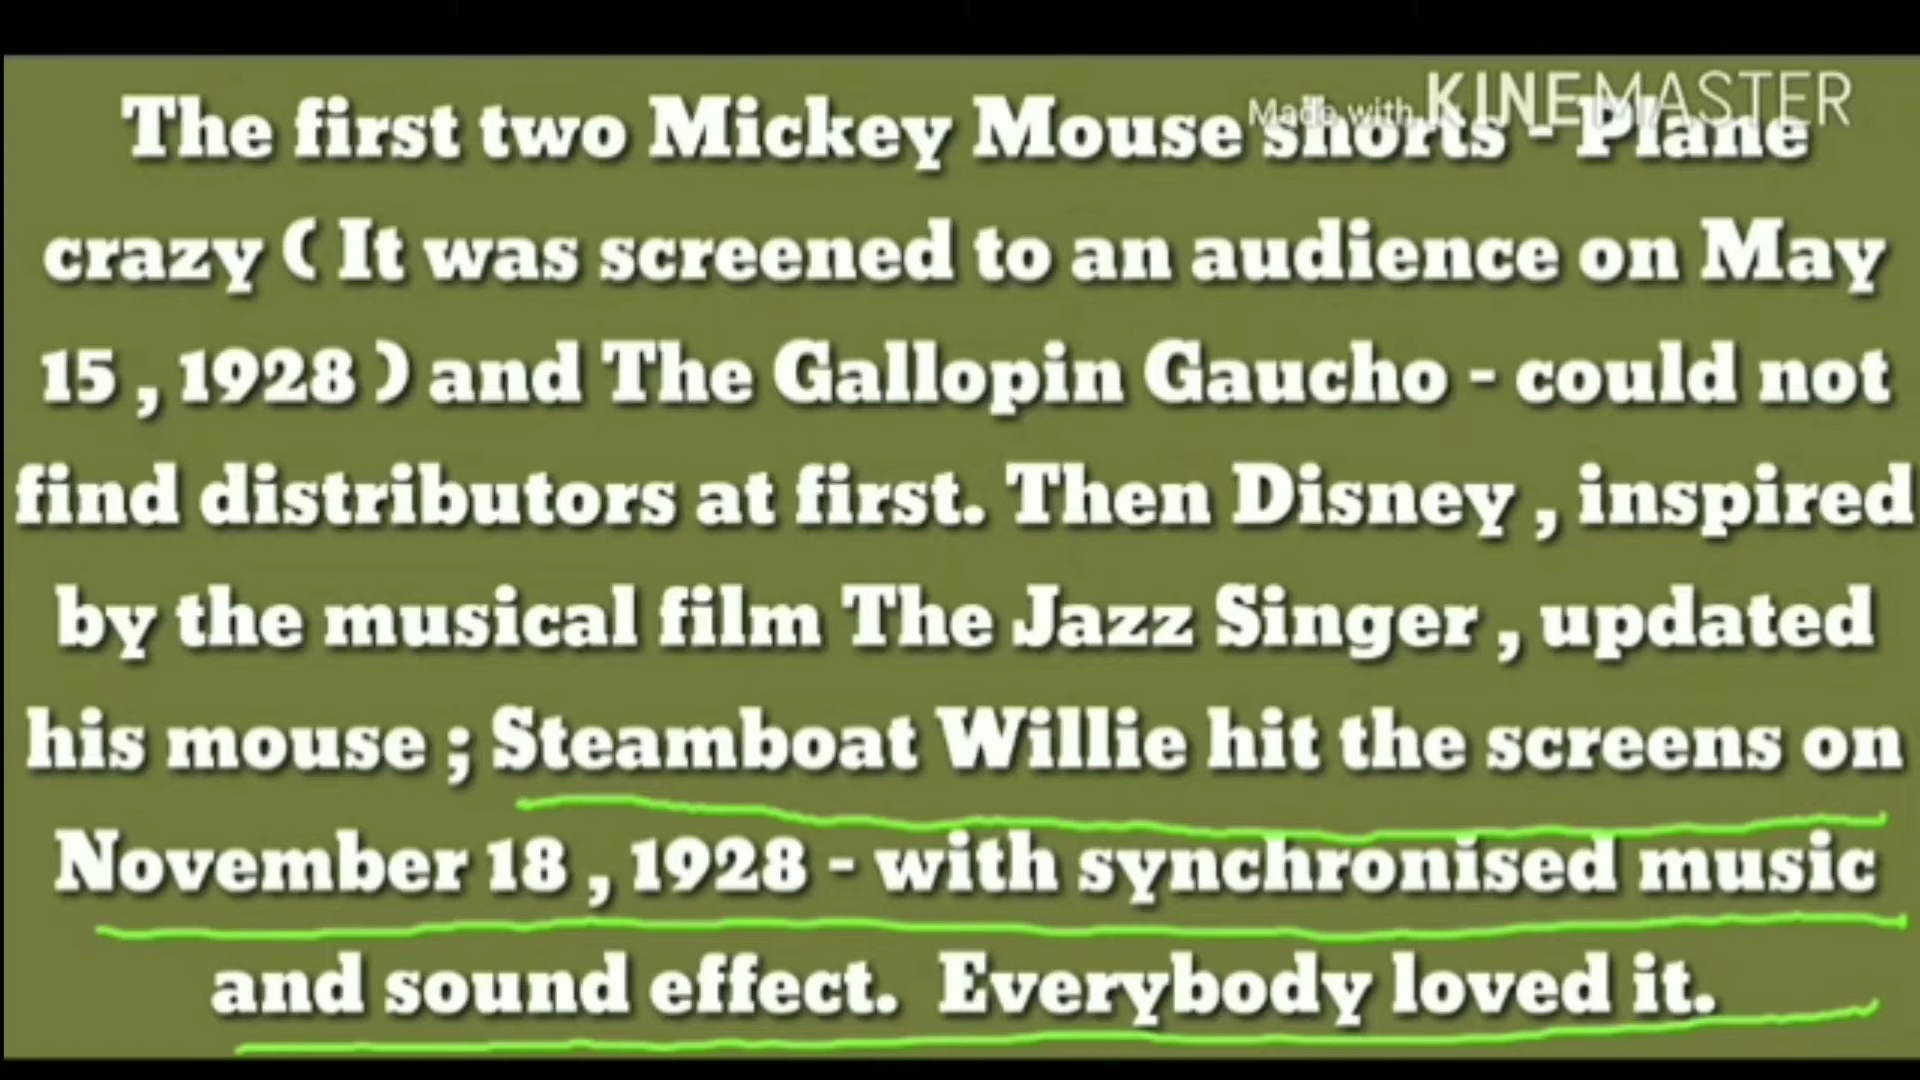 Made with KINEMASTER
The first two Mickey Mouse shorts - Plane
crazy ( It was screened to an audience on May
15 , 1928 ) and The Gallopin Gaucho - could not
find distributors at first. Then Disney , inspired
by the musical film The Jazz Singer , updated
his mouse ; Steamboat Willie hit the screens on
November 18 , 1928 - with synchronised music
and sound effect. Everybody loved it.